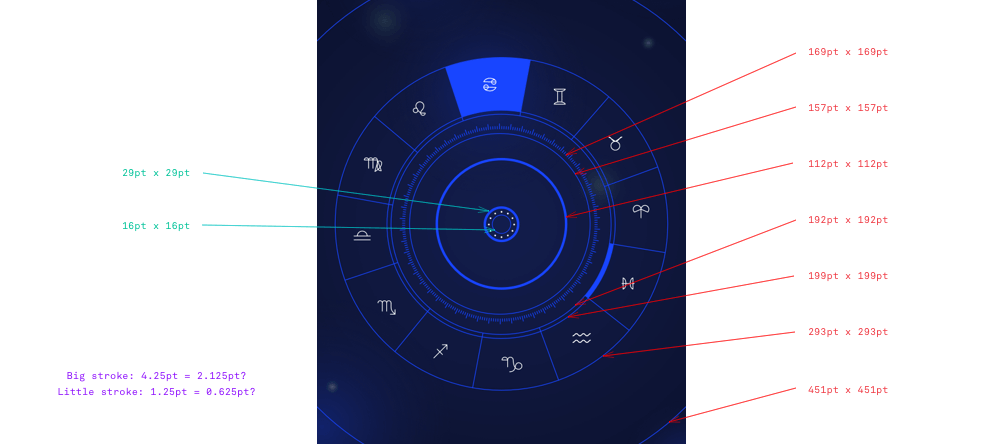 169pt x 169pt
157pt x 157pt
112pt x 112pt
29pt x 29pt
192pt x 192pt
16pt x 16pt
199pt x 199pt
293pt x 293pt
Big stroke: 4.25pt = 2.125pt?
Little stroke: 1.25pt = 0.625pt?
451pt x 451pt